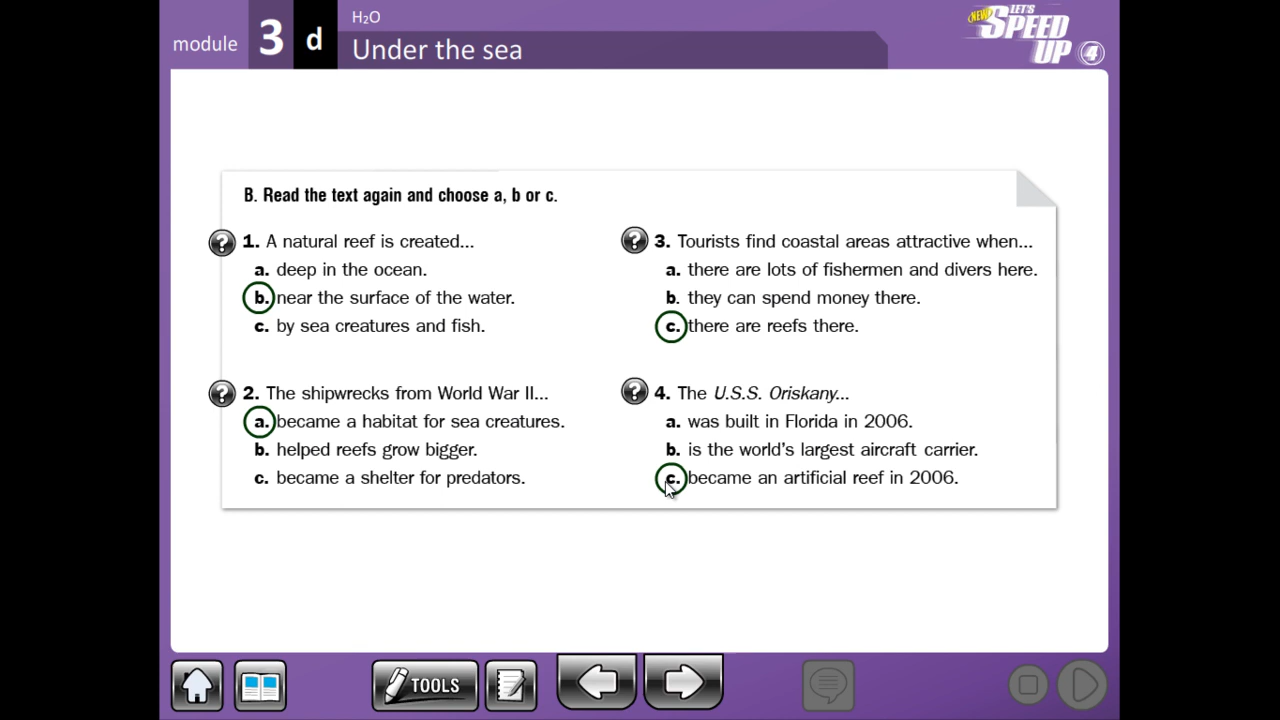 H₂O
module 3 d
Under the sea
NEW LET'S SPEED UP 4
B. Read the text again and choose a, b or c.
? 1. A natural reef is created...
a. deep in the ocean.
b. near the surface of the water.
c. by sea creatures and fish.
? 2. The shipwrecks from World War II...
a. became a habitat for sea creatures.
b. helped reefs grow bigger.
c. became a shelter for predators.
? 3. Tourists find coastal areas attractive when...
a. there are lots of fishermen and divers here.
b. they can spend money there.
c. there are reefs there.
? 4. The U.S.S. Oriskany...
a. was built in Florida in 2006.
b. is the world's largest aircraft carrier.
c. became an artificial reef in 2006.
TOOLS